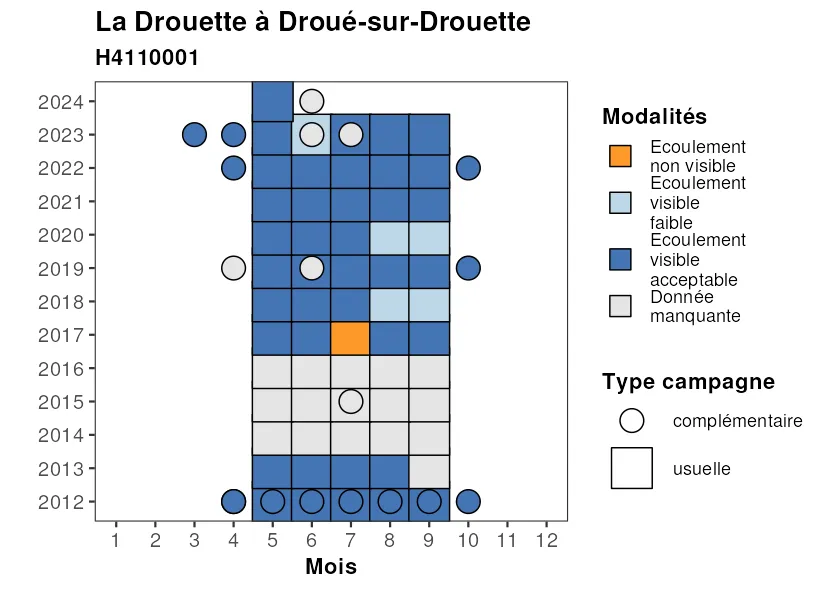 La Drouette à Droué-sur-Drouette
H4110001
2024
2023
2022
2021
2020
2019
2018
2017
2016
2015
2014
2013
2012
1 2 3 4 5 6 7 8 9 10 11 12
Mois
Modalités
Ecoulement
non visible
Ecoulement
visible
faible
Ecoulement
visible
acceptable
Donnée
manquante
Type campagne
complémentaire
usuelle